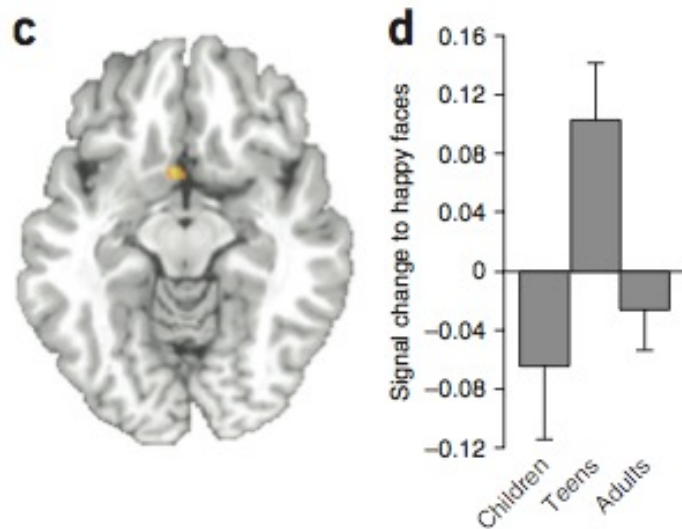 c
d
Signal change to happy faces
0.16
0.12
0.08
0.04
0
−0.04
−0.08
−0.12
Children
Teens
Adults